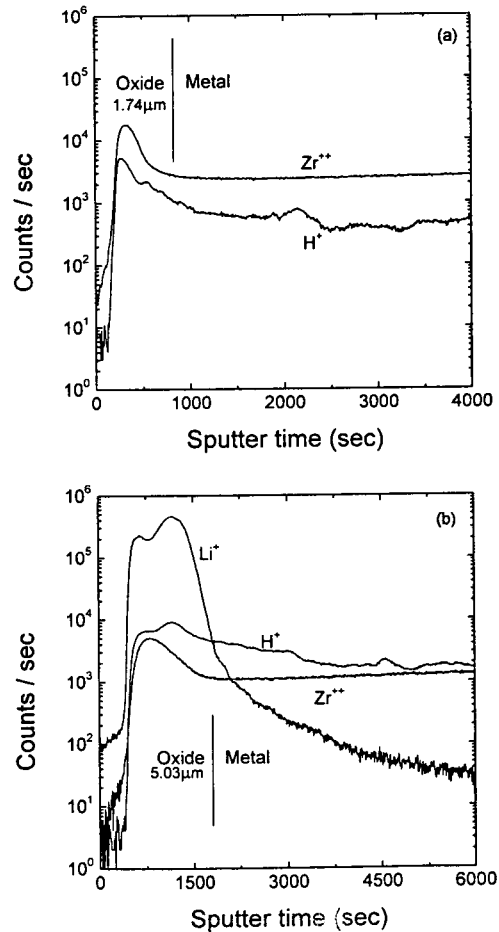 10⁶
(a)
10⁵
Oxide Metal
1.74μm
10⁴
Zr⁺⁺
10³
H⁺
10²
10¹
10⁰
Counts / sec
0 1000 2000 3000 4000
Sputter time (sec)
10⁶
(b)
Li⁺
10⁵
10⁴
H⁺
10³
Zr⁺⁺
10²
Oxide Metal
5.03μm
10¹
10⁰
Counts / sec
0 1500 3000 4500 6000
Sputter time (sec)